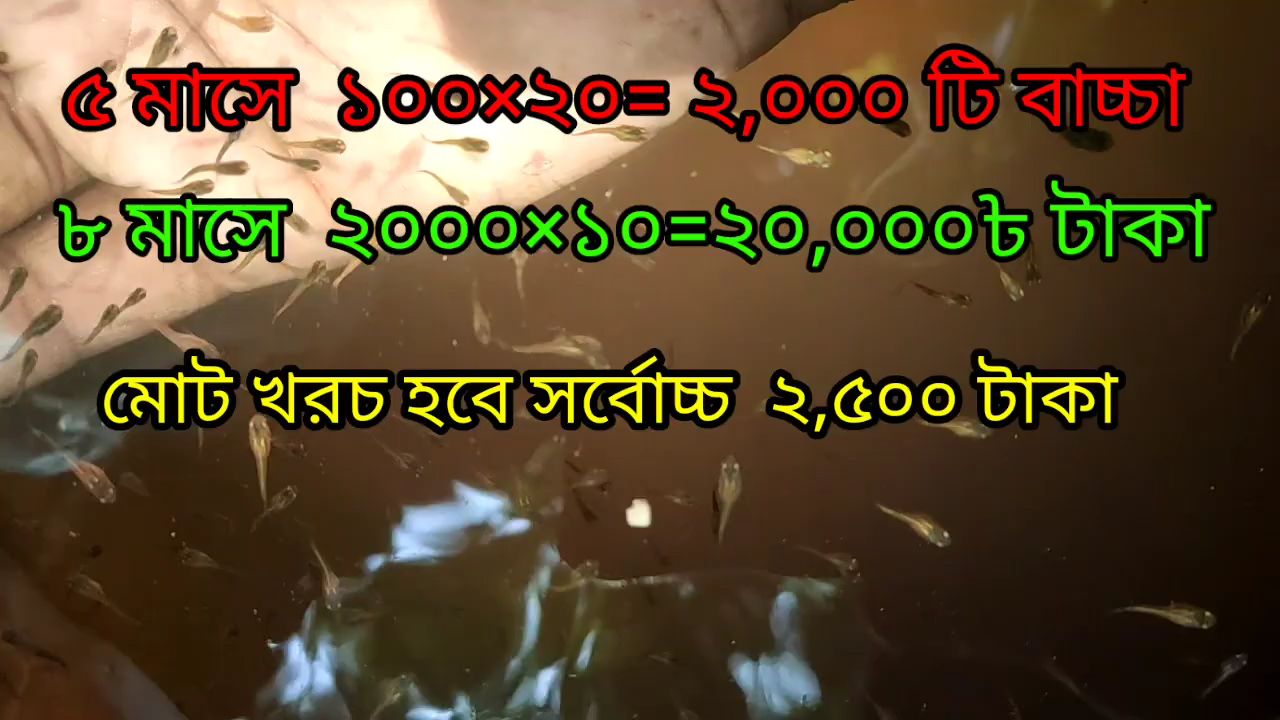 ৫ মাসে ১০০×২০= ২,০০০ টি বাচ্চা
৮ মাসে ২০০০×১০=২০,০০০৳ টাকা
মোট খরচ হবে সর্বোচ্চ ২,৫০০ টাকা